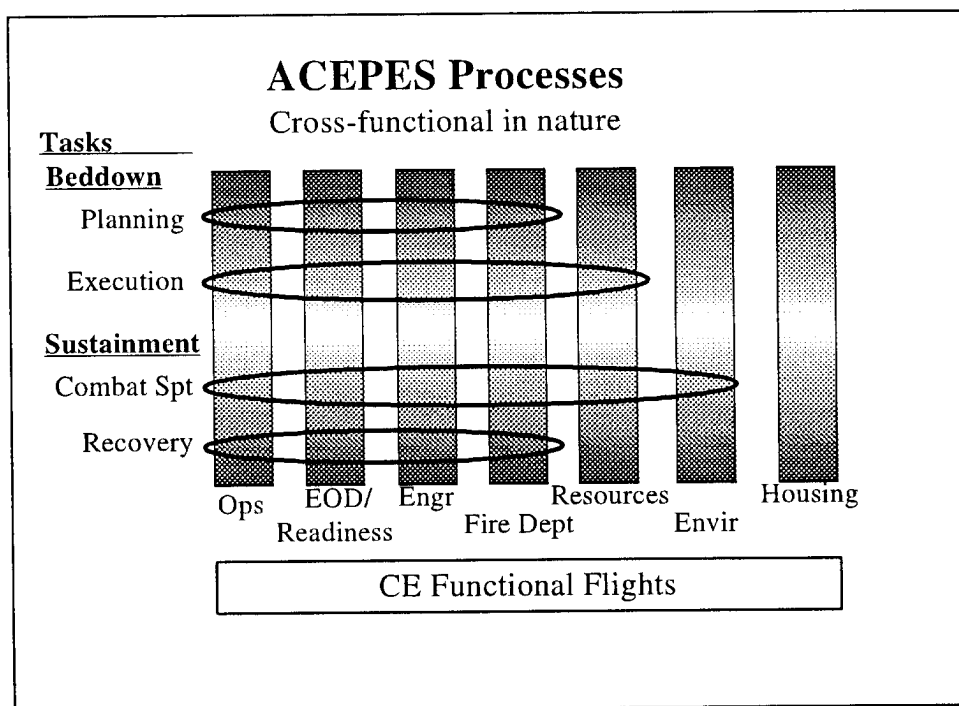 ACEPES Processes
Cross-functional in nature
Tasks
Beddown
Planning
Execution
Sustainment
Combat Spt
Recovery
Ops
EOD/
Readiness
Engr
Fire Dept
Resources
Envir
Housing
CE Functional Flights